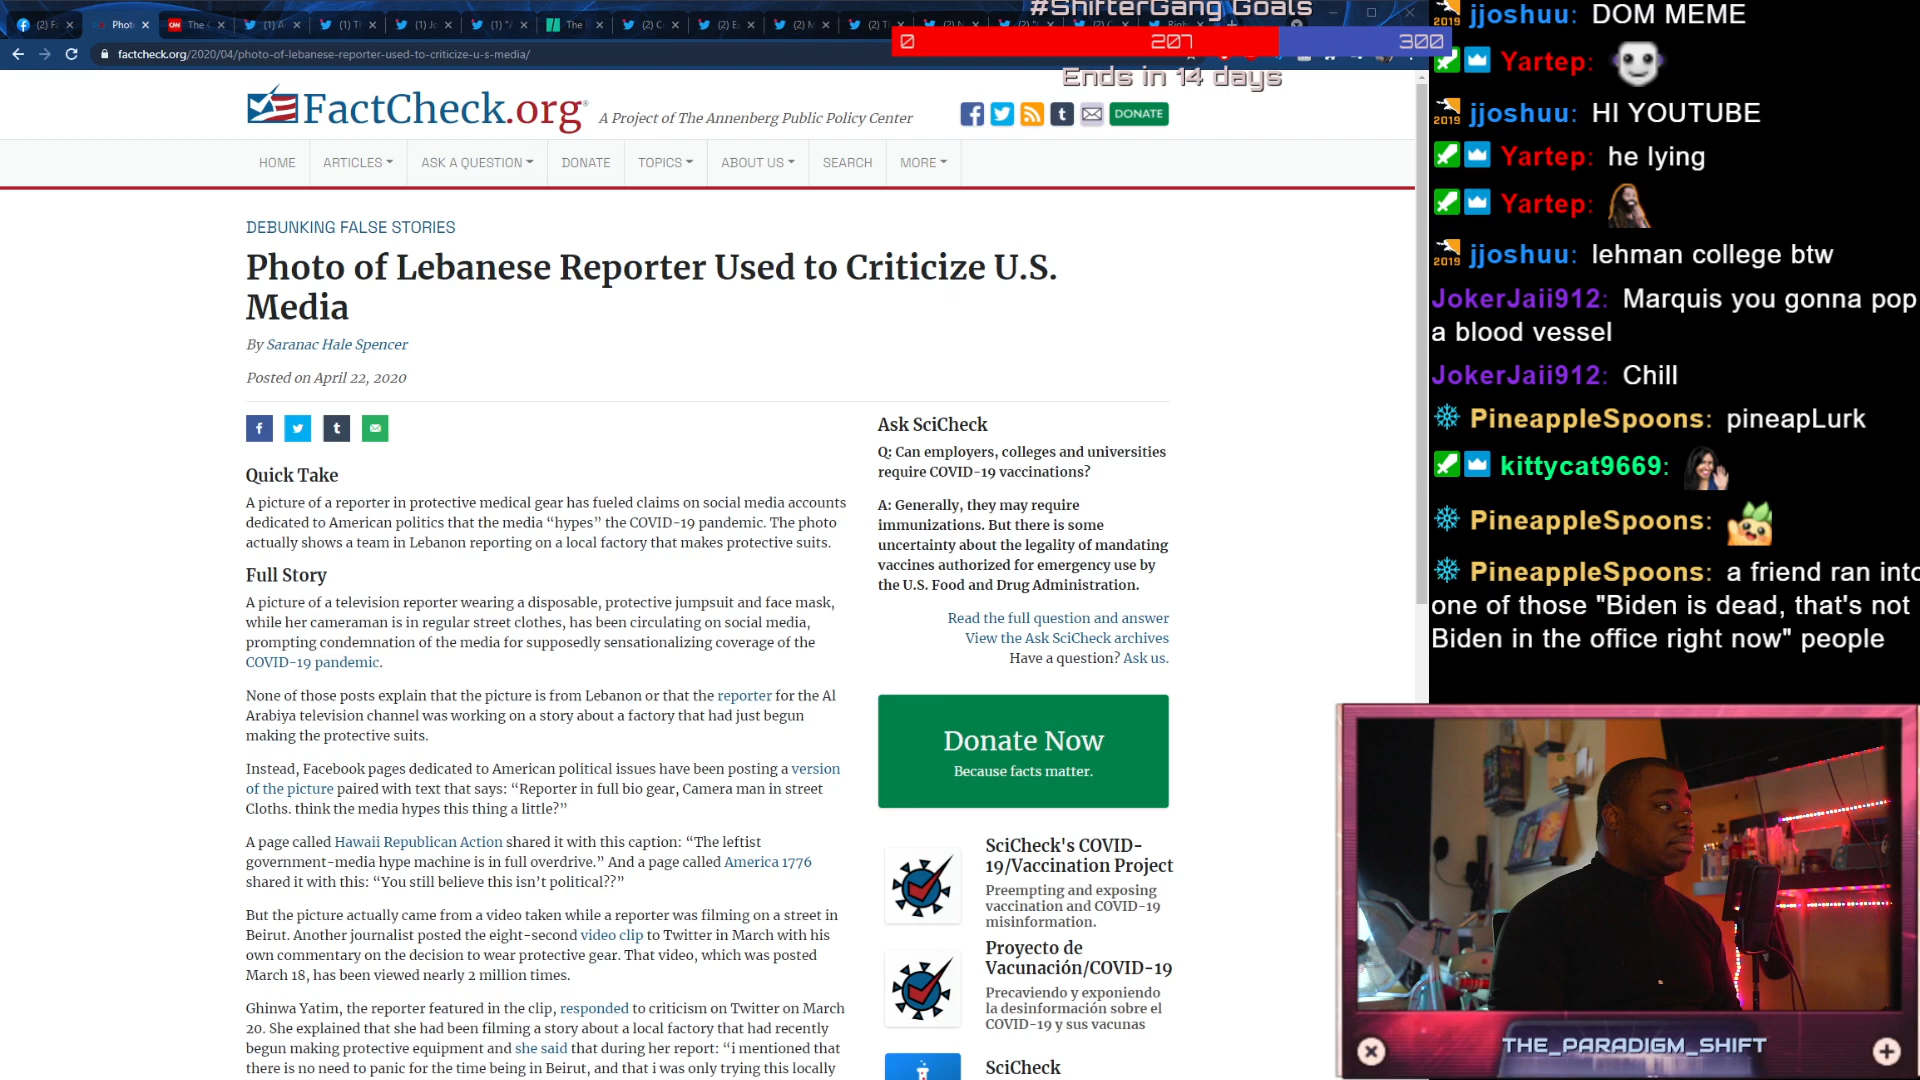 (2) F
Phot
The C
(1) A
(1) Tl
(1) Jo
The
(2) C
(2) E
(2) M
(2) T
#ShifterGang Goals
0
207
300
Ends in 14 days
factcheck.org/2020/04/photo-of-lebanese-reporter-used-to-criticize-u-s-media/
FactCheck.org
A Project of The Annenberg Public Policy Center
DONATE
HOME
ARTICLES
ASK A QUESTION
DONATE
TOPICS
ABOUT US
SEARCH
MORE
DEBUNKING FALSE STORIES
Photo of Lebanese Reporter Used to Criticize U.S.
Media
By Saranac Hale Spencer
Posted on April 22, 2020
Quick Take
A picture of a reporter in protective medical gear has fueled claims on social media accounts
dedicated to American politics that the media “hypes” the COVID-19 pandemic. The photo
actually shows a team in Lebanon reporting on a local factory that makes protective suits.
Full Story
A picture of a television reporter wearing a disposable, protective jumpsuit and face mask,
while her cameraman is in regular street clothes, has been circulating on social media,
prompting condemnation of the media for supposedly sensationalizing coverage of the
COVID-19 pandemic.
None of those posts explain that the picture is from Lebanon or that the reporter for the Al
Arabiya television channel was working on a story about a factory that had just begun
making the protective suits.
Instead, Facebook pages dedicated to American political issues have been posting a version
of the picture paired with text that says: “Reporter in full bio gear, Camera man in street
Cloths. think the media hypes this thing a little?”
A page called Hawaii Republican Action shared it with this caption: “The leftist
government-media hype machine is in full overdrive.” And a page called America 1776
shared it with this: “You still believe this isn’t political??”
But the picture actually came from a video taken while a reporter was filming on a street in
Beirut. Another journalist posted the eight-second video clip to Twitter in March with his
own commentary on the decision to wear protective gear. That video, which was posted
March 18, has been viewed nearly 2 million times.
Ghinwa Yatim, the reporter featured in the clip, responded to criticism on Twitter on March
20. She explained that she had been filming a story about a local factory that had recently
begun making protective equipment and she said that during her report: “i mentioned that
there is no need to panic for the time being in Beirut, and that i was only trying this locally
Ask SciCheck
Q: Can employers, colleges and universities
require COVID-19 vaccinations?
A: Generally, they may require
immunizations. But there is some
uncertainty about the legality of mandating
vaccines authorized for emergency use by
the U.S. Food and Drug Administration.
Read the full question and answer
View the Ask SciCheck archives
Have a question? Ask us.
Donate Now
Because facts matter.
SciCheck's COVID-
19/Vaccination Project
Preempting and exposing
vaccination and COVID-19
misinformation.
Proyecto de
Vacunación/COVID-19
Precaviendo y exponiendo
la desinformación sobre el
COVID-19 y sus vacunas
SciCheck
2019 jjoshuu: DOM MEME
Yartep:
2019 jjoshuu: HI YOUTUBE
Yartep: he lying
Yartep:
2019 jjoshuu: lehman college btw
JokerJaii912: Marquis you gonna pop
a blood vessel
JokerJaii912: Chill
PineappleSpoons: pineapLurk
kittycat9669:
PineappleSpoons:
PineappleSpoons: a friend ran into
one of those "Biden is dead, that's not
Biden in the office right now" people
THE_PARADIGM_SHIFT